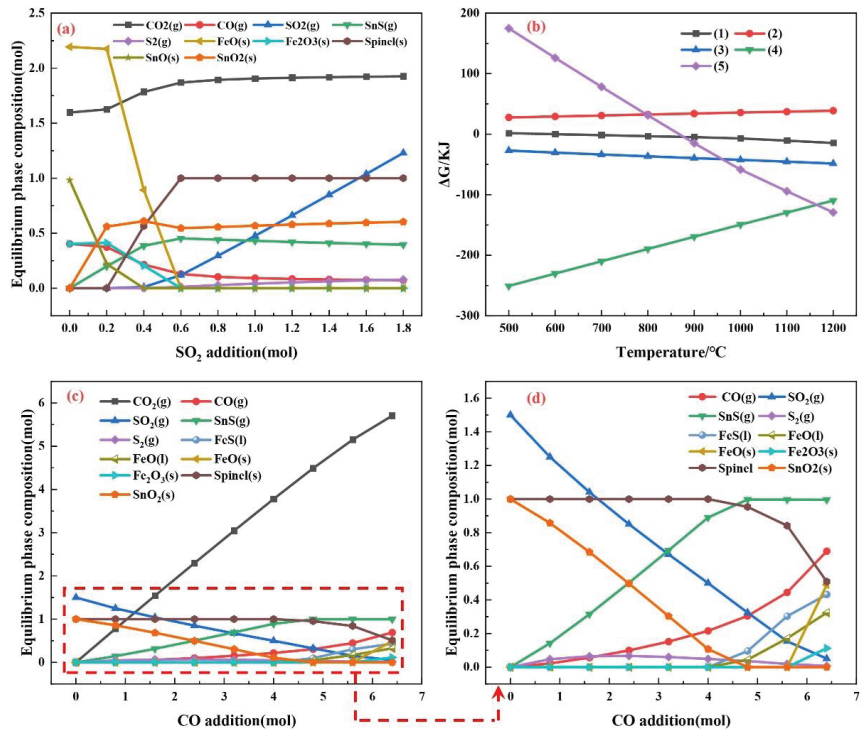 (a)
CO2(g) CO(g) SO2(g) SnS(g)
S2(g) FeO(s) Fe2O3(s) Spinel(s)
SnO(s) SnO2(s)
Equilibrium phase composition(mol)
2.5
2.0
1.5
1.0
0.5
0.0
0.0 0.2 0.4 0.6 0.8 1.0 1.2 1.4 1.6 1.8
SO₂ addition(mol)
(b)
(1) (2)
(3) (4)
(5)
ΔG/KJ
200
100
0
-100
-200
-300
500 600 700 800 900 1000 1100 1200
Temperature/°C
(c)
CO₂(g) CO(g)
SO₂(g) SnS(g)
S₂(g) FeS(l)
FeO(l) FeO(s)
Fe₂O₃(s) Spinel(s)
SnO₂(s)
Equilibrium phase composition(mol)
6
5
4
3
2
1
0
0 1 2 3 4 5 6 7
CO addition(mol)
(d)
CO(g) SO₂(g)
SnS(g) S₂(g)
FeS(l) FeO(l)
FeO(s) Fe2O3(s)
Spinel SnO2(s)
Equilibrium phase composition(mol)
1.6
1.4
1.2
1.0
0.8
0.6
0.4
0.2
0.0
0 1 2 3 4 5 6 7
CO addition(mol)